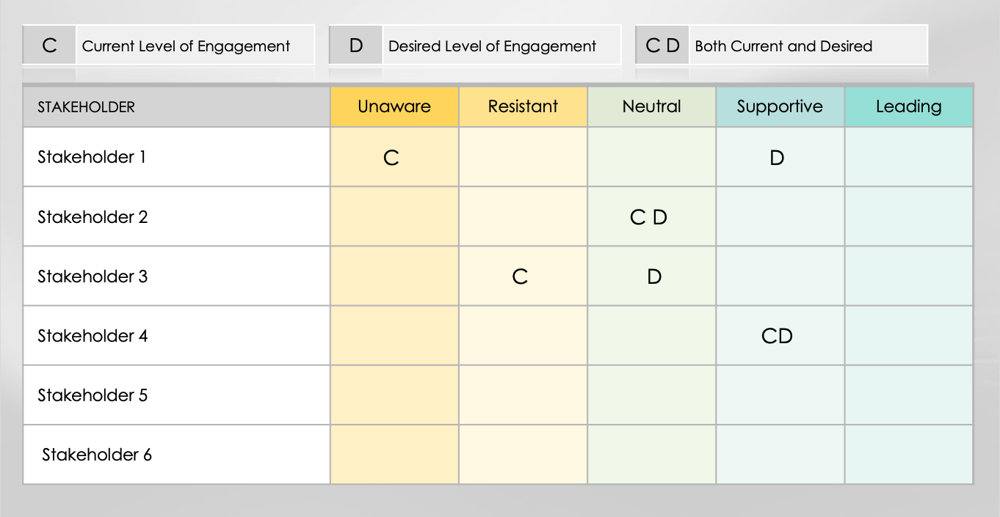 C Current Level of Engagement D Desired Level of Engagement C D Both Current and Desired
STAKEHOLDER Unaware Resistant Neutral Supportive Leading
Stakeholder 1 C D
Stakeholder 2 C D
Stakeholder 3 C D
Stakeholder 4 CD
Stakeholder 5
Stakeholder 6